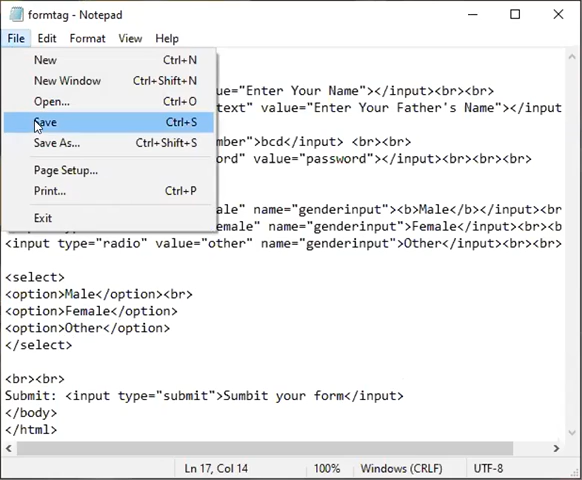 formtag - Notepad
File Edit Format View Help
New Ctrl+N
New Window Ctrl+Shift+N
Open... Ctrl+O
Save Ctrl+S
Save As... Ctrl+Shift+S
Page Setup...
Print... Ctrl+P
Exit
ue="Enter Your Name"></input><br><br>
text" value="Enter Your Father's Name"></input
mber">bcd</input> <br><br>
ord" value="password"></input><br><br>
ale" name="genderinput"><b>Male</b></input><br
emale" name="genderinput">Female</input><br><b
<input type="radio" value="other" name="genderinput">Other</input><br><br>
<select>
<option>Male</option><br>
<option>Female</option>
<option>Other</option>
</select>
<br><br>
Submit: <input type="submit">Sumbit your form</input>
</body>
</html>
Ln 17, Col 14 100% Windows (CRLF) UTF-8